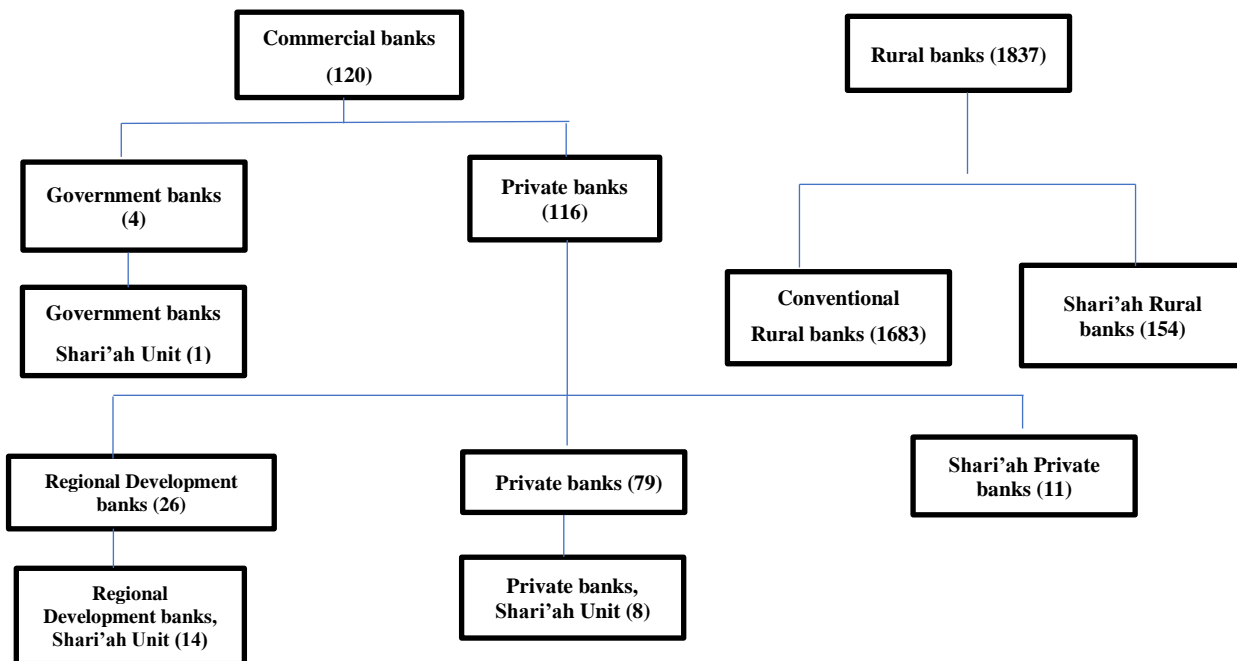 Commercial banks
(120)
Rural banks (1837)
Government banks
(4)
Private banks
(116)
Government banks
Shari’ah Unit (1)
Conventional
Rural banks (1683)
Shari’ah Rural
banks (154)
Regional Development
banks (26)
Private banks (79)
Shari’ah Private
banks (11)
Regional
Development banks,
Shari’ah Unit (14)
Private banks,
Shari’ah Unit (8)